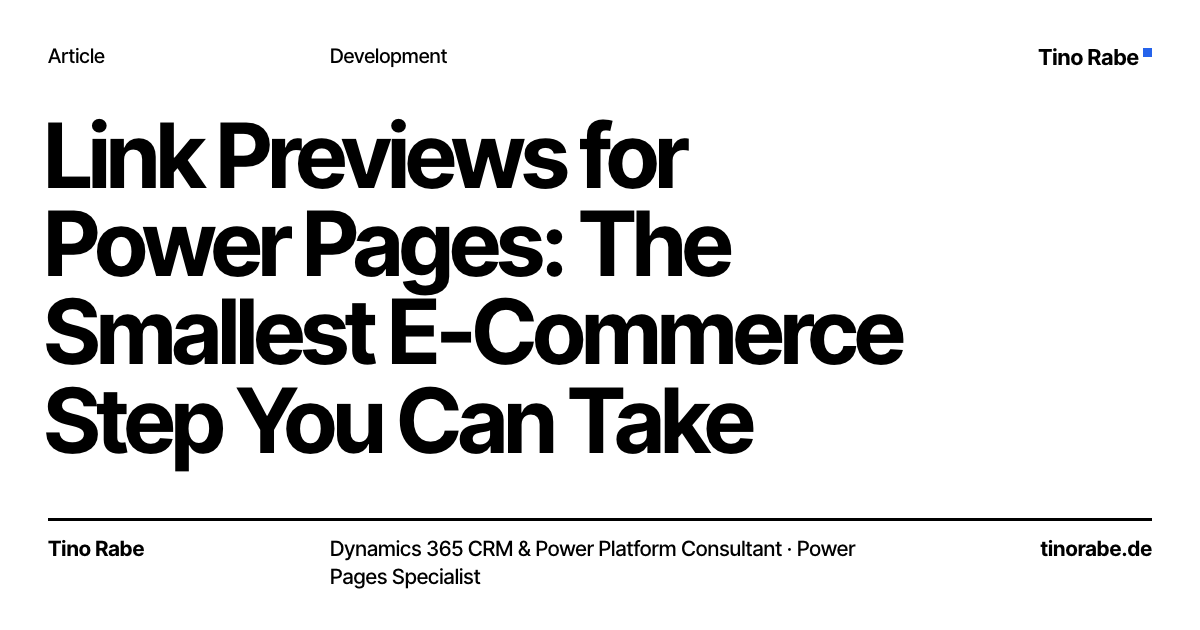 Article
Development
Tino Rabe
Link Previews for
Power Pages: The
Smallest E-Commerce
Step You Can Take
Tino Rabe
Dynamics 365 CRM & Power Platform Consultant · Power
Pages Specialist
tinorabe.de